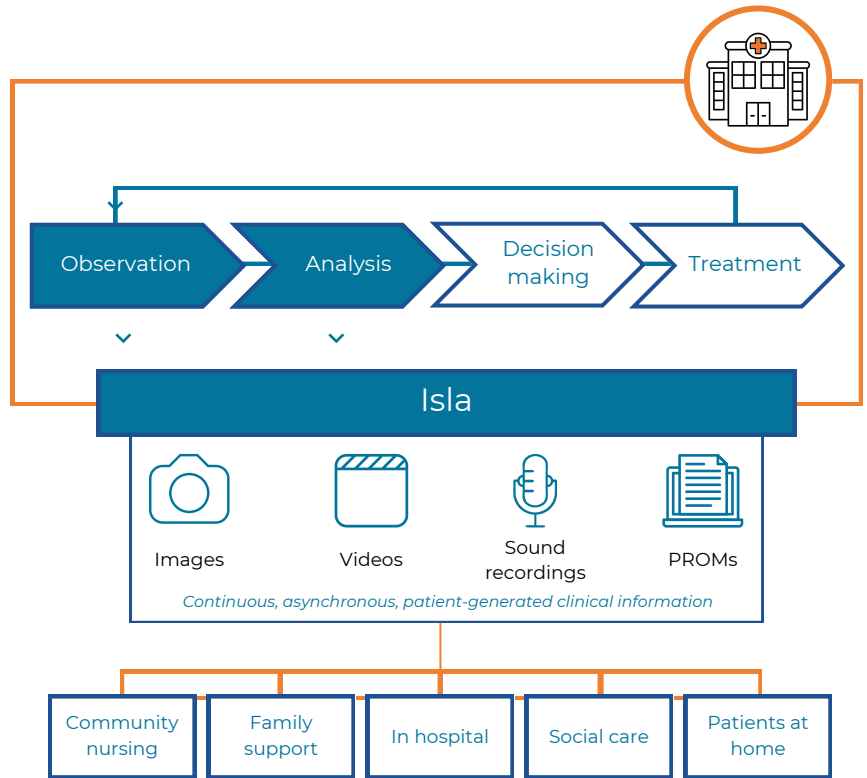 Observation
Analysis
Decision
making
Treatment
Isla
Images
Videos
Sound
recordings
PROMs
Continuous, asynchronous, patient-generated clinical information
Community
nursing
Family
support
In hospital
Social care
Patients at
home